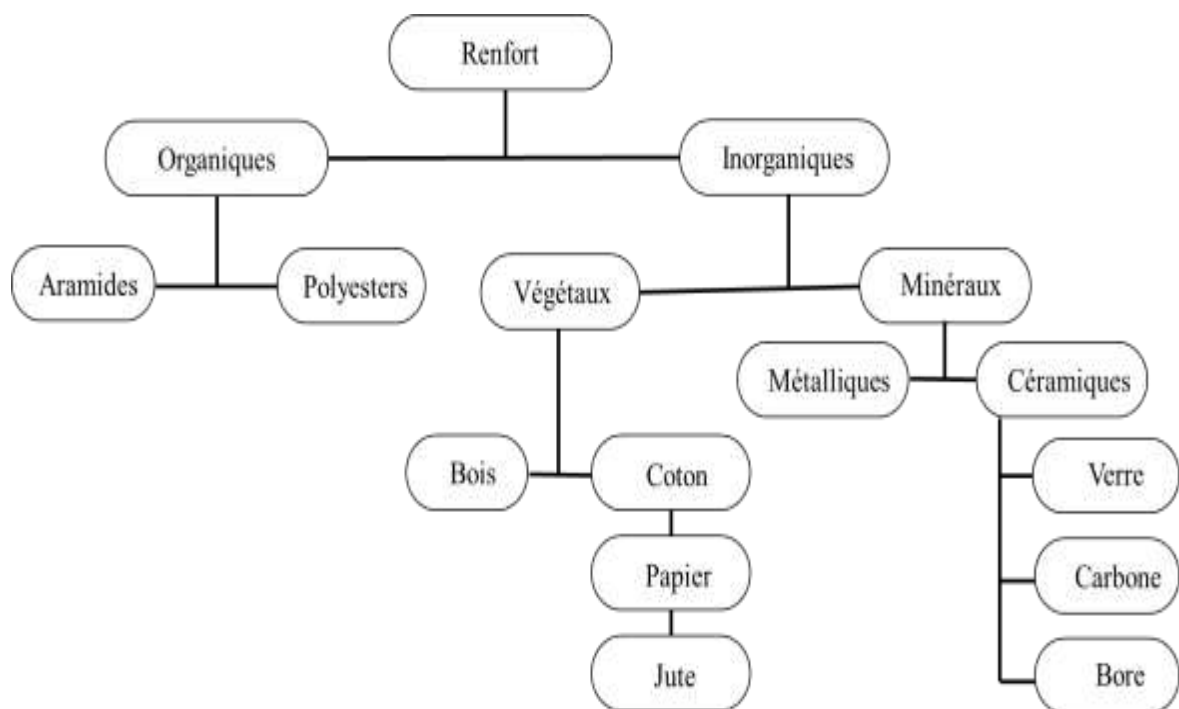 Renfort
Organiques
Inorganiques
Aramides
Polyesters
Végétaux
Minéraux
Métalliques
Céramiques
Bois
Coton
Verre
Papier
Carbone
Jute
Bore